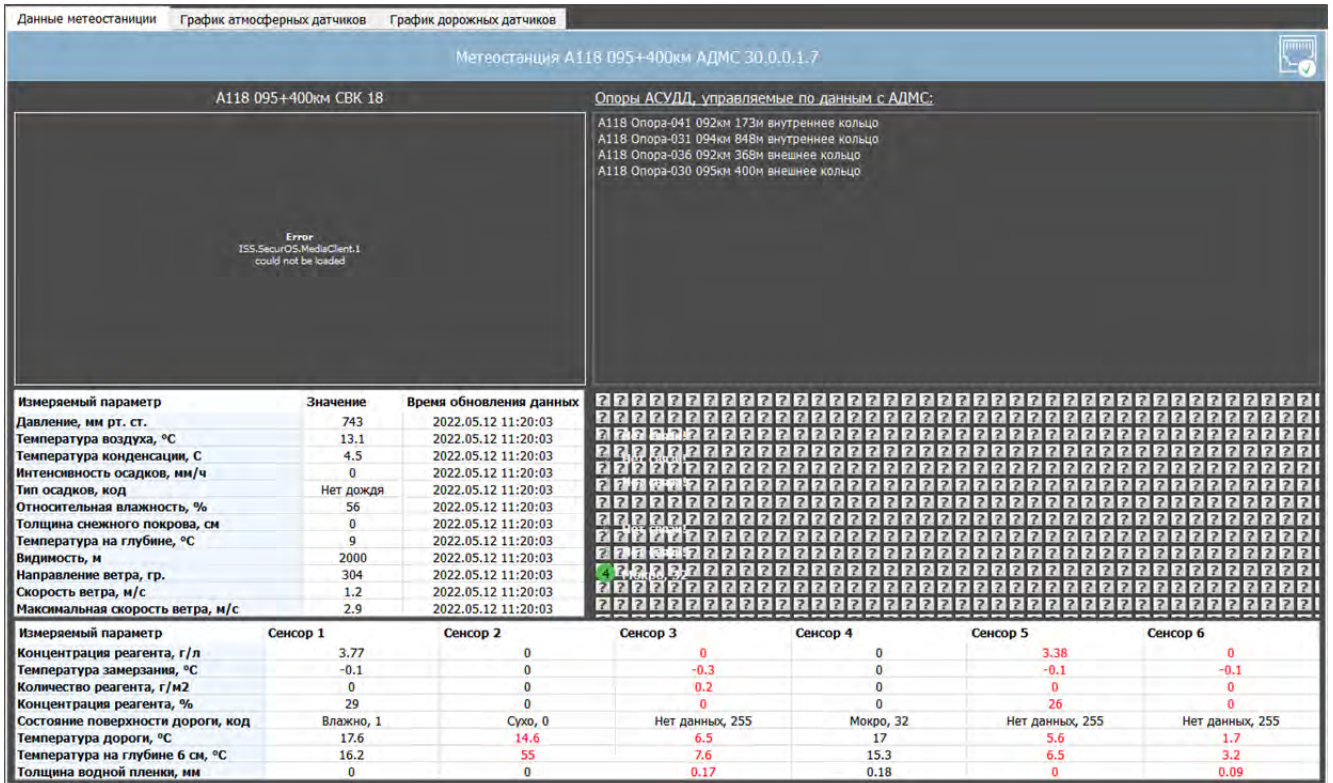 Данные метеостанции График атмосферных датчиков График дорожных датчиков
Метеостанция А118 095+400км АДМС 30.0.0.1.7
А118 095+400км СВК 18
Error
ISS.SecurOS.MediaClient.1
could not be loaded
Опоры АСУДД, управляемые по данным с АДМС:
А118 Опора-041 092км 173м внутреннее кольцо
А118 Опора-031 094км 848м внутреннее кольцо
А118 Опора-036 092км 368м внешнее кольцо
А118 Опора-030 095км 400м внешнее кольцо
Измеряемый параметр Значение Время обновления данных
Давление, мм рт. ст. 743 2022.05.12 11:20:03
Температура воздуха, °С 13.1 2022.05.12 11:20:03
Температура конденсации, С 4.5 2022.05.12 11:20:03
Интенсивность осадков, мм/ч 0 2022.05.12 11:20:03
Тип осадков, код Нет дождя 2022.05.12 11:20:03
Относительная влажность, % 56 2022.05.12 11:20:03
Толщина снежного покрова, см 0 2022.05.12 11:20:03
Температура на глубине, °С 9 2022.05.12 11:20:03
Видимость, м 2000 2022.05.12 11:20:03
Направление ветра, гр. 304 2022.05.12 11:20:03
Скорость ветра, м/с 1.2 2022.05.12 11:20:03
Максимальная скорость ветра, м/с 2.9 2022.05.12 11:20:03
Нет связи!
Нет связи!
Нет связи!
Нет связи!
Нет связи!
4 Мокро, 32
Измеряемый параметр Сенсор 1 Сенсор 2 Сенсор 3 Сенсор 4 Сенсор 5 Сенсор 6
Концентрация реагента, г/л 3.77 0 0 0 3.38 0
Температура замерзания, °С -0.1 0 -0.3 0 -0.1 -0.1
Количество реагента, г/м2 0 0 0.2 0 0 0
Концентрация реагента, % 29 0 0 0 26 0
Состояние поверхности дороги, код Влажно, 1 Сухо, 0 Нет данных, 255 Мокро, 32 Нет данных, 255 Нет данных, 255
Температура дороги, °С 17.6 14.6 6.5 17 5.6 1.7
Температура на глубине 6 см, °С 16.2 55 7.6 15.3 6.5 3.2
Толщина водной пленки, мм 0 0 0.17 0.18 0 0.09